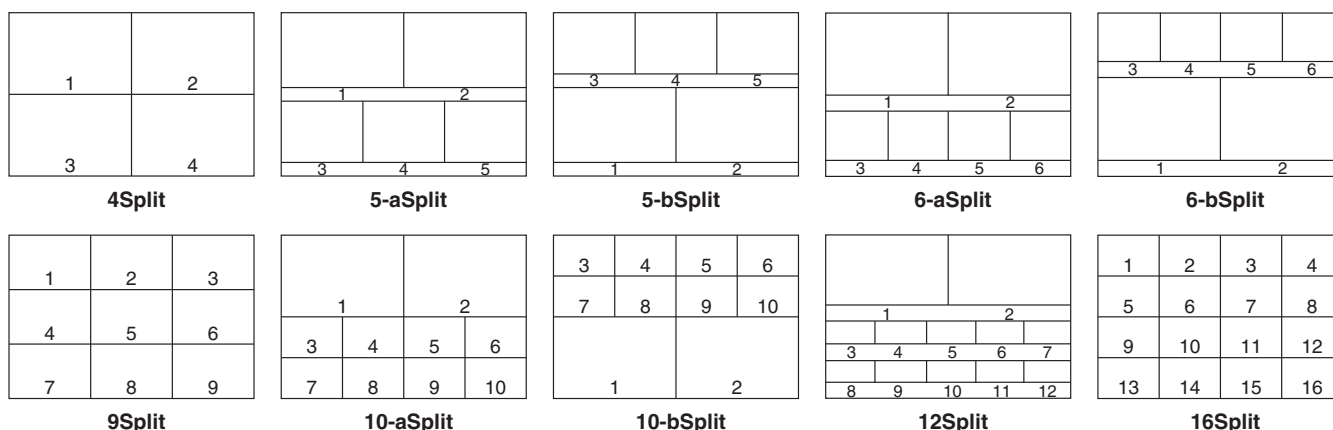 1 2
3 4
4Split
1 2
3 4 5
5-aSplit
3 4 5
1 2
5-bSplit
1 2
3 4 5 6
6-aSplit
3 4 5 6
1 2
6-bSplit
1 2 3
4 5 6
7 8 9
9Split
1 2
3 4 5 6
7 8 9 10
10-aSplit
3 4 5 6
7 8 9 10
1 2
10-bSplit
1 2
3 4 5 6 7
8 9 10 11 12
12Split
1 2 3 4
5 6 7 8
9 10 11 12
13 14 15 16
16Split